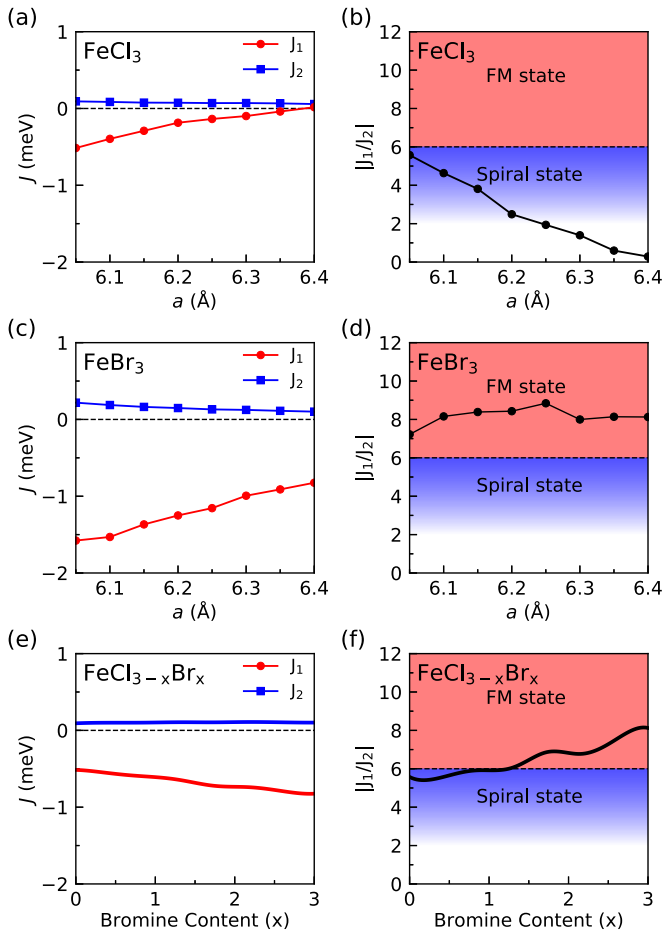 (a)
FeCl₃
J₁
J₂
J (meV)
1
0
−1
−2
6.1 6.2 6.3 6.4
a (Å)
(b)
FeCl₃
FM state
Spiral state
|J₁/J₂|
12
10
8
6
4
2
0
6.1 6.2 6.3 6.4
a (Å)
(c)
FeBr₃
J₁
J₂
J (meV)
1
0
−1
−2
6.1 6.2 6.3 6.4
a (Å)
(d)
FeBr₃
FM state
Spiral state
|J₁/J₂|
12
10
8
6
4
2
0
6.1 6.2 6.3 6.4
a (Å)
(e)
FeCl₃₋ₓBrₓ
J₁
J₂
J (meV)
1
0
−1
−2
0 1 2 3
Bromine Content (x)
(f)
FeCl₃₋ₓBrₓ
FM state
Spiral state
|J₁/J₂|
12
10
8
6
4
2
0
0 1 2 3
Bromine Content (x)